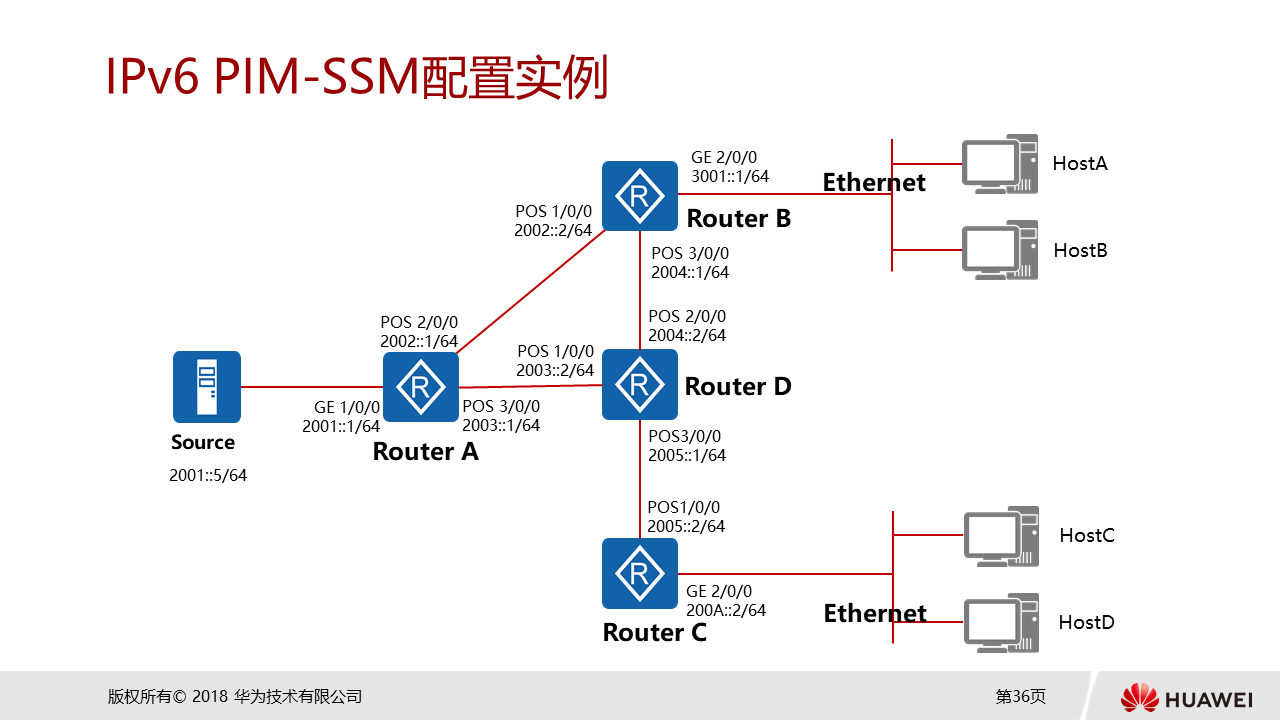 IPv6 PIM-SSM配置实例
GE 2/0/0
3001::1/64
Ethernet
HostA
POS 1/0/0
2002::2/64
R
Router B
HostB
POS 3/0/0
2004::1/64
POS 2/0/0
2002::1/64
POS 2/0/0
2004::2/64
POS 1/0/0
2003::2/64
R
R
Router D
GE 1/0/0
2001::1/64
POS 3/0/0
2003::1/64
Source
Router A
2001::5/64
POS3/0/0
2005::1/64
POS1/0/0
2005::2/64
HostC
R
GE 2/0/0
200A::2/64
Ethernet
HostD
Router C
版权所有© 2018 华为技术有限公司
第36页
HUAWEI